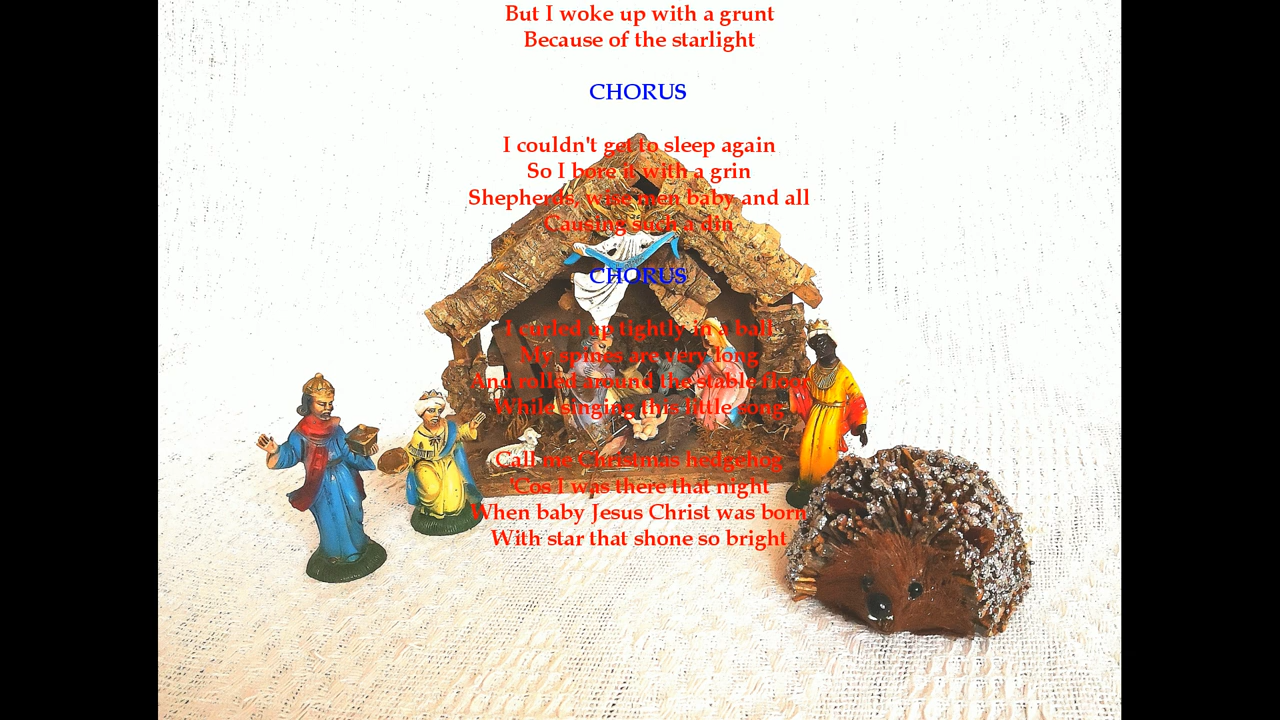 But I woke up with a grunt
Because of the starlight
CHORUS
I couldn't get to sleep again
So I bore it with a grin
Shepherds, wise men baby and all
Causing such a din
CHORUS
I curled up tightly in a ball
My spines are very long
And rolled around the stable floor
While singing this little song
Call me Christmas hedgehog
'Cos I was there that night
When baby Jesus Christ was born
With star that shone so bright